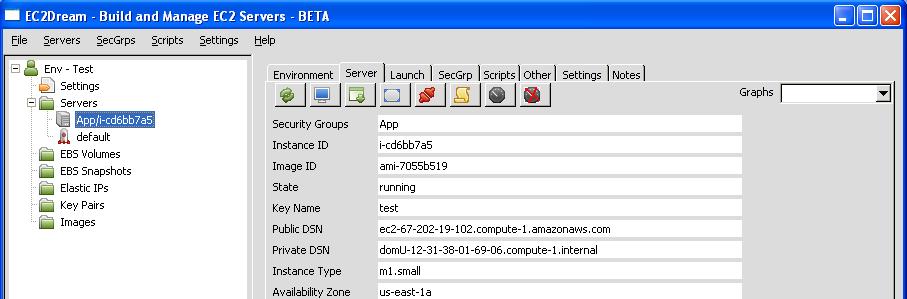 EC2Dream - Build and Manage EC2 Servers - BETA
File Servers SecGrps Scripts Settings Help
Env - Test
Settings
Servers
App/i-cd6bb7a5
default
EBS Volumes
EBS Snapshots
Elastic IPs
Key Pairs
Images
Environment Server Launch SecGrp Scripts Other Settings Notes
Graphs
Security Groups App
Instance ID i-cd6bb7a5
Image ID ami-7055b519
State running
Key Name test
Public DSN ec2-67-202-19-102.compute-1.amazonaws.com
Private DSN domU-12-31-38-01-69-06.compute-1.internal
Instance Type m1.small
Availability Zone us-east-1a